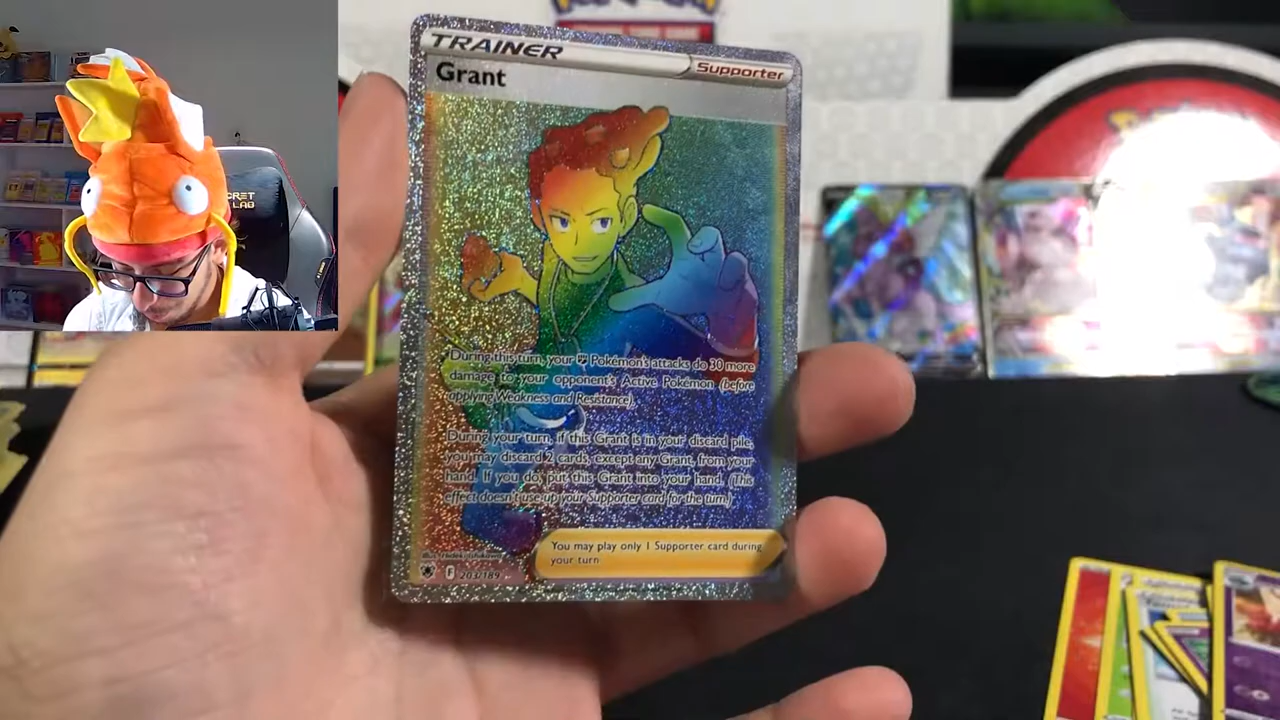 TRAINER
Supporter
Grant
During this turn, your Pokémon's attacks do 30 more
damage to your opponent's Active Pokémon (before
applying Weakness and Resistance).
During your turn, if this Grant is in your discard pile,
you may discard 2 cards, except any Grant, from your
hand. If you do, put this Grant into your hand. (This
effect doesn't use up your Supporter card for the turn.)
You may play only 1 Supporter card during
your turn
F 203/189